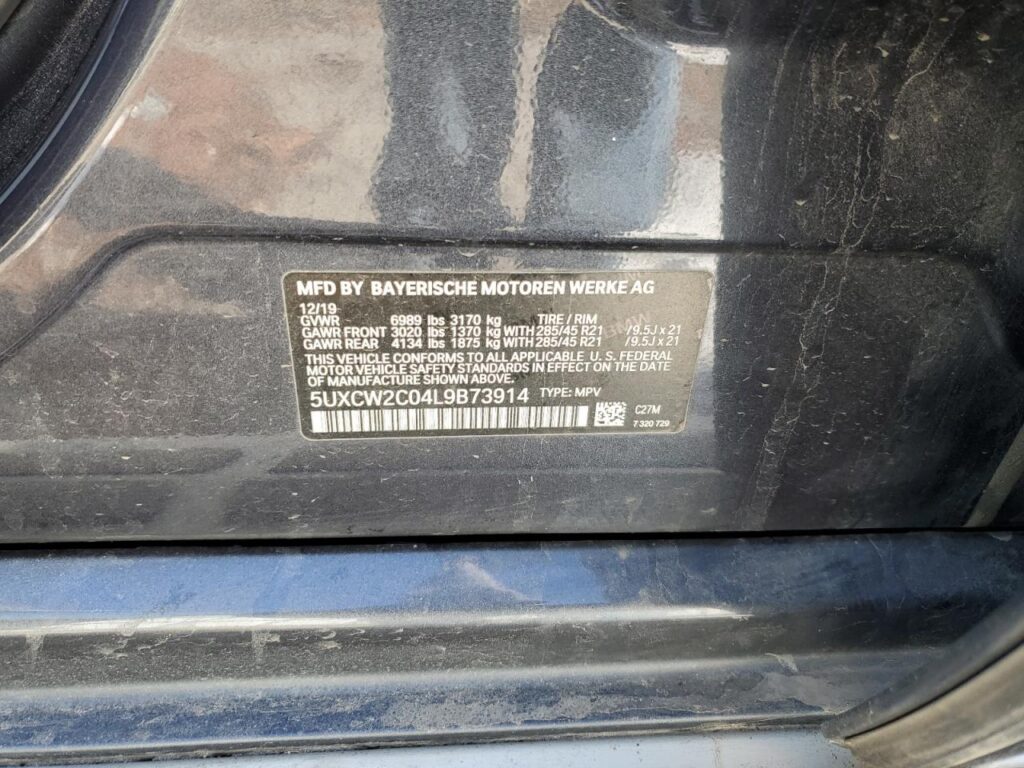 MFD BY BAYERISCHE MOTOREN WERKE AG
12/19
GVWR 6989 lbs 3170 kg TIRE / RIM
GAWR FRONT 3020 lbs 1370 kg WITH 285/45 R21 /9.5J x 21
GAWR REAR 4134 lbs 1875 kg WITH 285/45 R21 /9.5J x 21
THIS VEHICLE CONFORMS TO ALL APPLICABLE U. S. FEDERAL
MOTOR VEHICLE SAFETY STANDARDS IN EFFECT ON THE DATE
OF MANUFACTURE SHOWN ABOVE.
5UXCW2C04L9B73914 TYPE: MPV
C27M
7 320 729